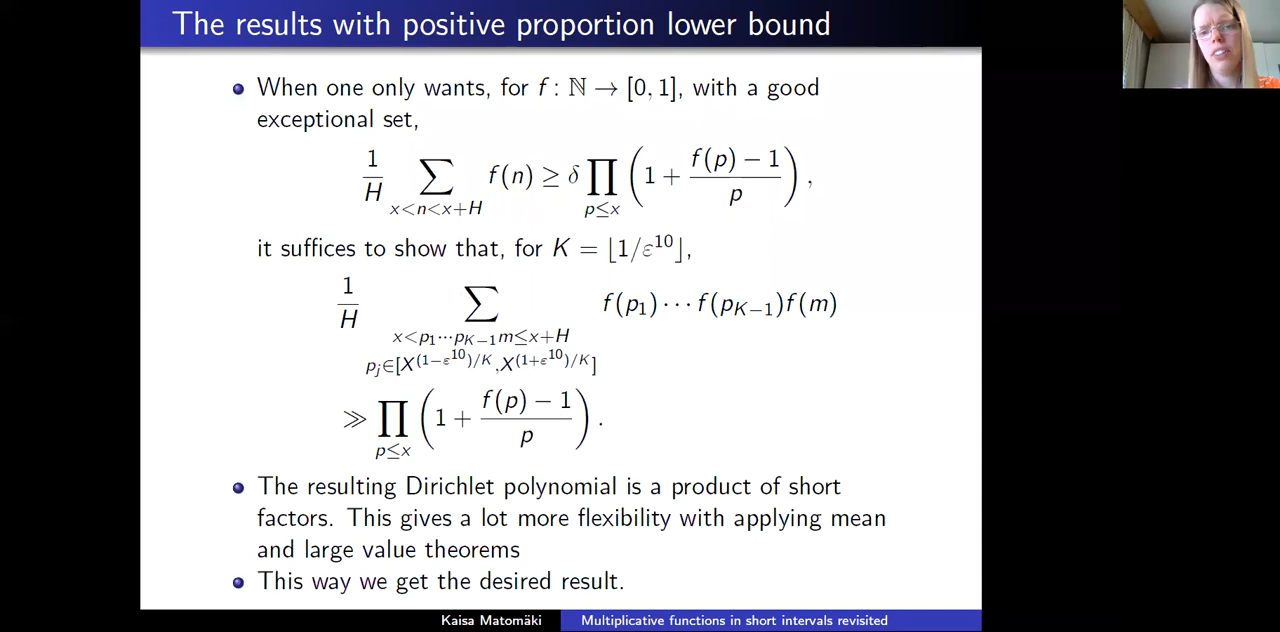 The results with positive proportion lower bound
When one only wants, for f : ℕ → [0, 1], with a good
exceptional set,
1/H ∑_{x<n<x+H} f(n) ≥ δ ∏_{p≤x} (1 + (f(p) − 1)/p),
it suffices to show that, for K = ⌊1/ε^{10}⌋,
1/H ∑_{x<p_1···p_{K−1}m≤x+H, p_j∈[X^{(1−ε^{10})/K},X^{(1+ε^{10})/K}]} f(p_1) ··· f(p_{K−1})f(m)
≫ ∏_{p≤x} (1 + (f(p) − 1)/p).
The resulting Dirichlet polynomial is a product of short
factors. This gives a lot more flexibility with applying mean
and large value theorems
This way we get the desired result.
Kaisa Matomäki Multiplicative functions in short intervals revisited